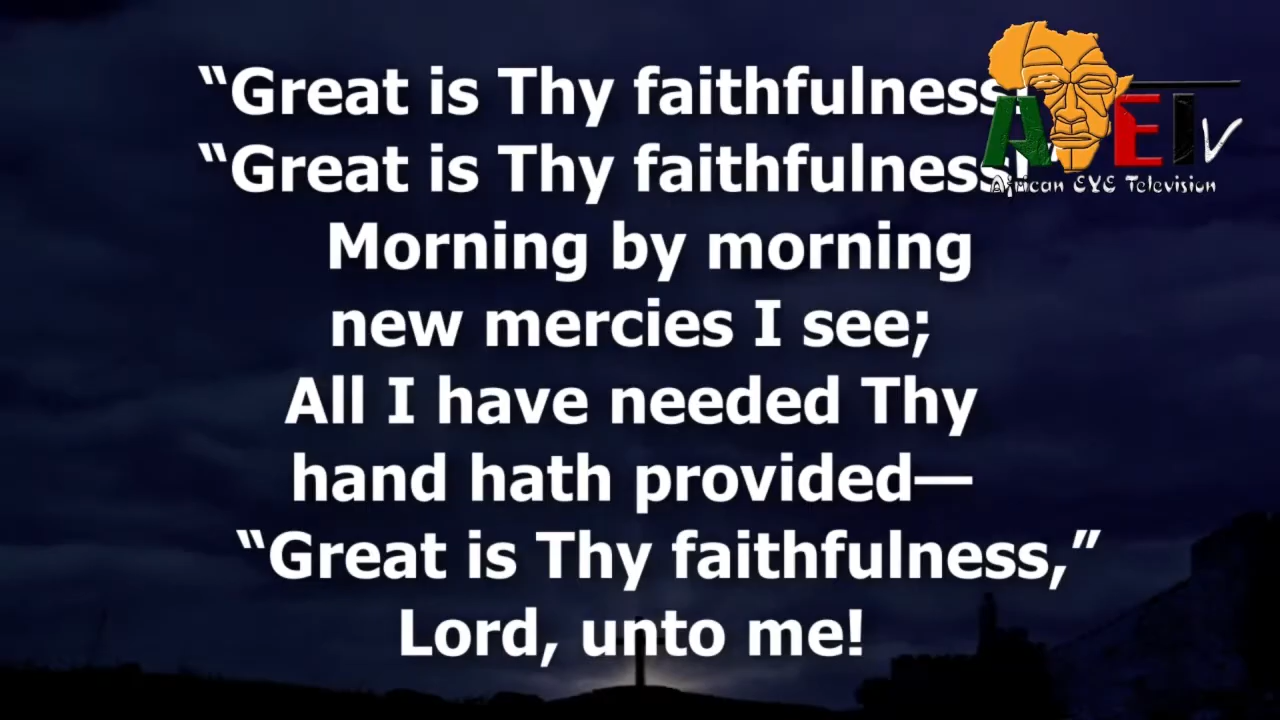 “Great is Thy faithfulness!
“Great is Thy faithfulness!”
Morning by morning
new mercies I see;
All I have needed Thy
hand hath provided—
“Great is Thy faithfulness,”
Lord, unto me!
AETV
African EYE Television